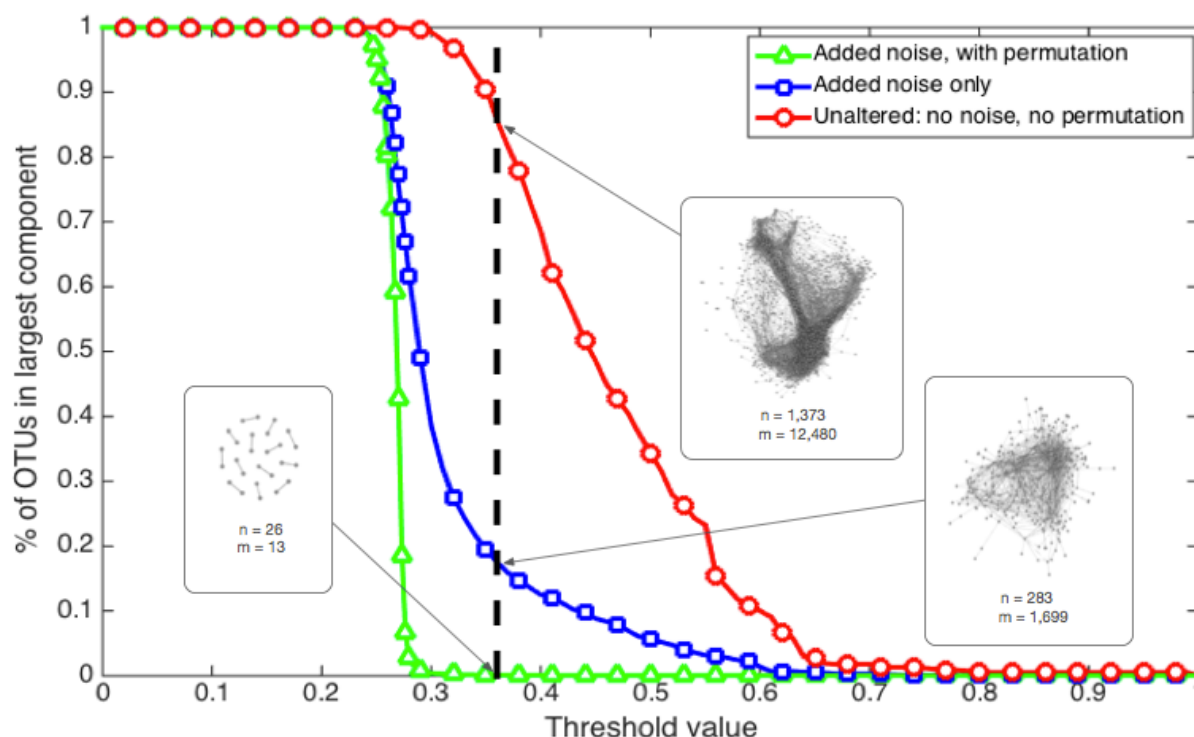 1
0.9
0.8
0.7
0.6
0.5
0.4
0.3
0.2
0.1
0
% of OTUs in largest component
Added noise, with permutation
Added noise only
Unaltered: no noise, no permutation
n = 1,373
m = 12,480
n = 26
m = 13
n = 283
m = 1,699
0 0.1 0.2 0.3 0.4 0.5 0.6 0.7 0.8 0.9
Threshold value